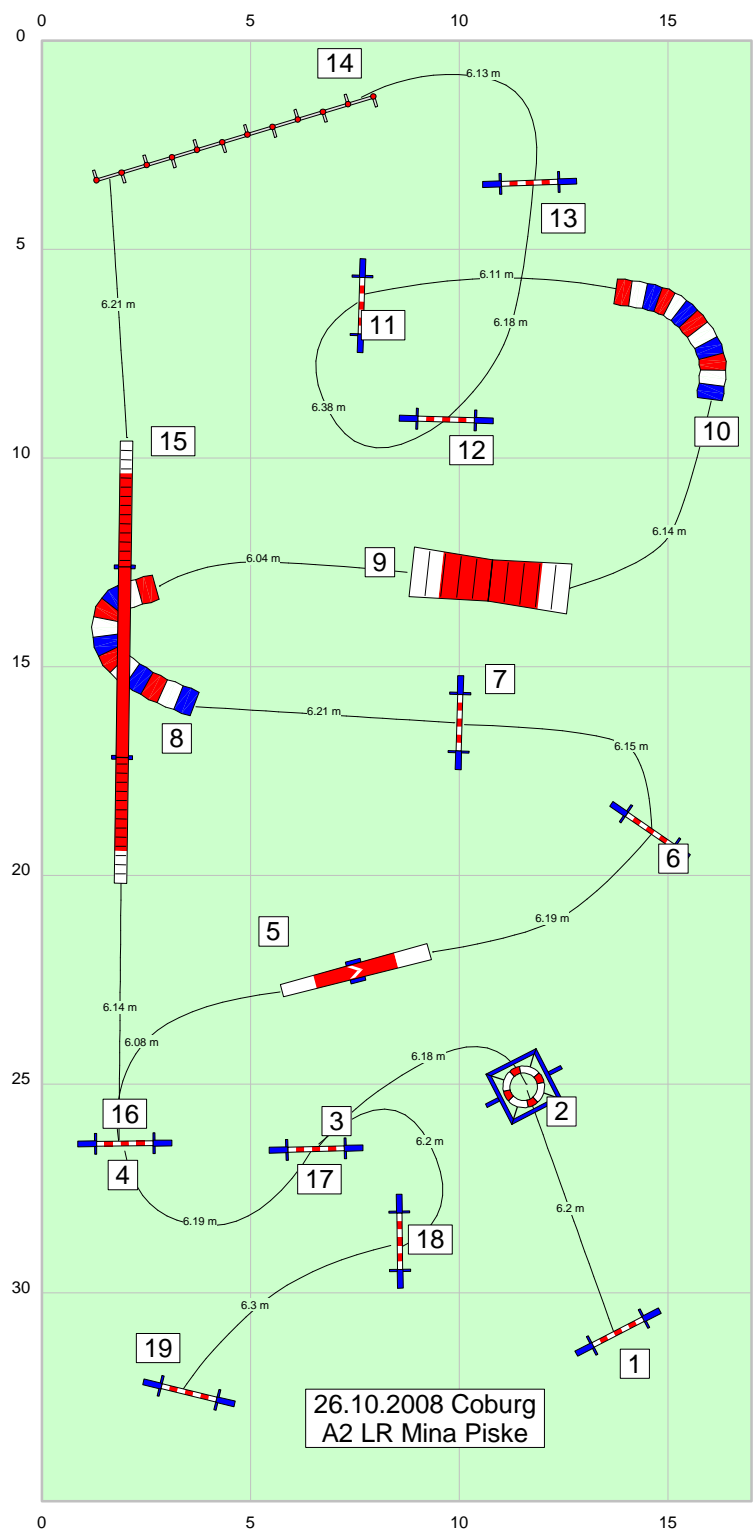 0 5 10 15
0
14
6.13 m
13
5
6.11 m
6.21 m
11
6.18 m
6.38 m
12
10
15
10
6.14 m
9
6.04 m
15
7
8
6.21 m
6.15 m
6
20
5
6.19 m
6.14 m
6.08 m
6.18 m
25
16
3
2
4
17
6.2 m
6.19 m
6.2 m
18
30
6.3 m
19
1
26.10.2008 Coburg
A2 LR Mina Piske
0 5 10 15